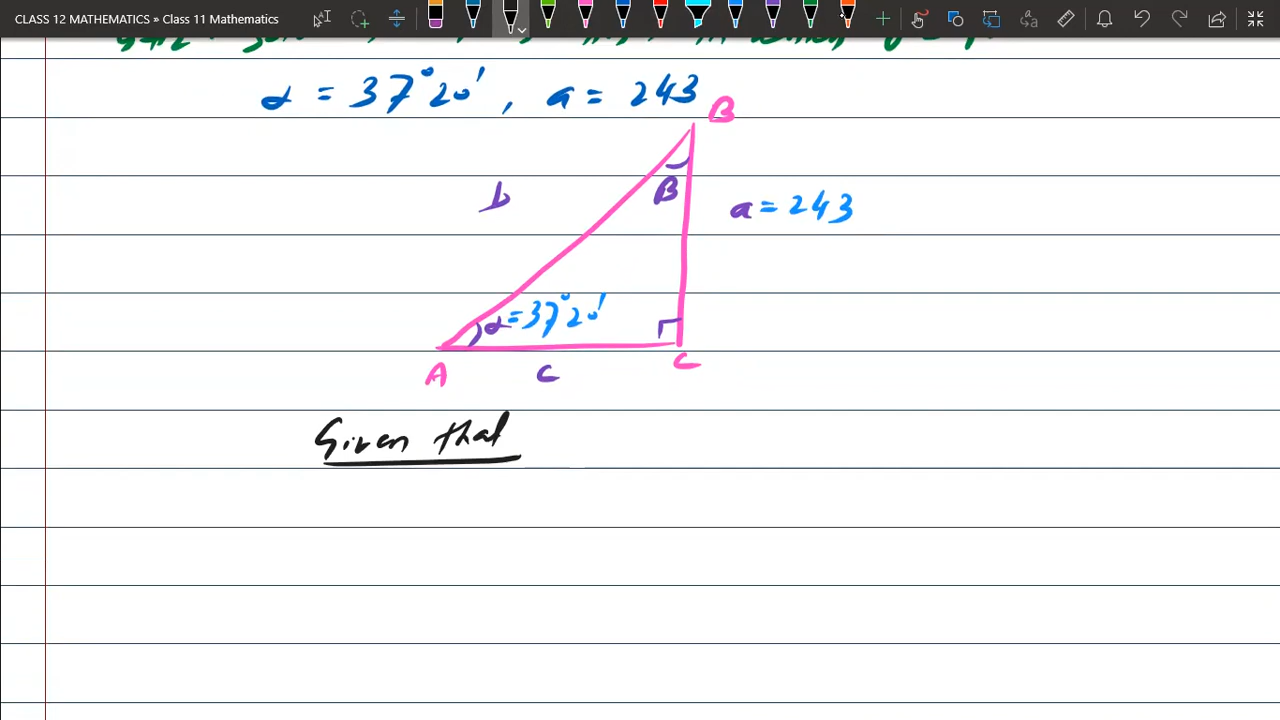 CLASS 12 MATHEMATICS » Class 11 Mathematics
α = 37°20′, a = 243
B
b
B
a = 243
α = 37°20′
A
c
C
Given that